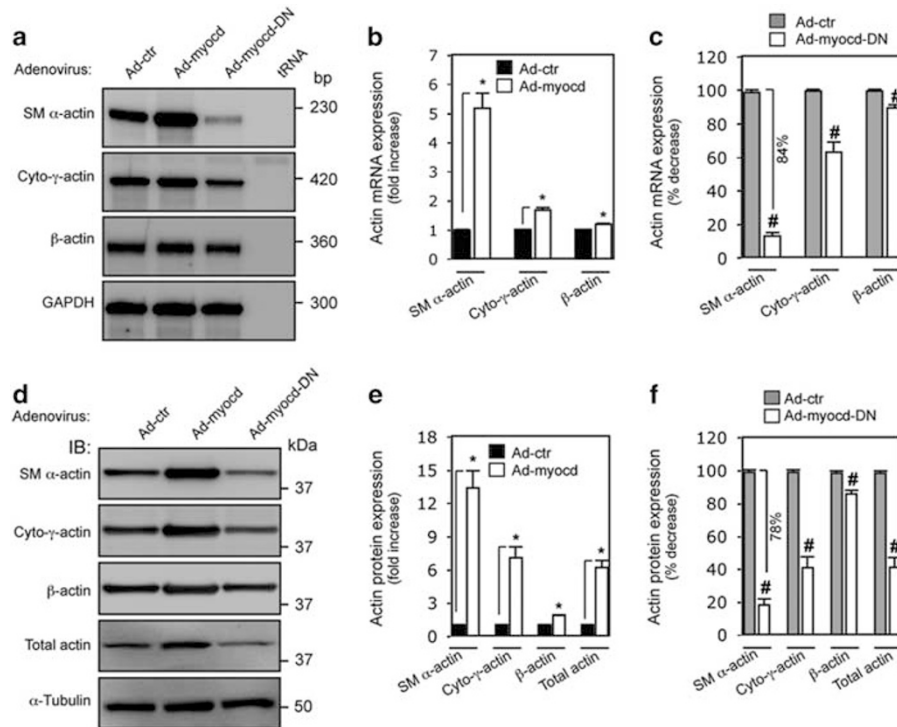 a
Adenovirus:
Ad-ctr
Ad-myocd
Ad-myocd-DN
tRNA
bp
SM α-actin
230
Cyto-γ-actin
420
β-actin
360
GAPDH
300
b
Ad-ctr
Ad-myocd
Actin mRNA expression
(fold increase)
7
6
5
4
3
2
1
0
*
*
*
SM α-actin
Cyto-γ-actin
β-actin
c
Ad-ctr
Ad-myocd-DN
Actin mRNA expression
(% decrease)
120
100
80
60
40
20
0
84%
#
#
#
SM α-actin
Cyto-γ-actin
β-actin
d
Adenovirus:
Ad-ctr
Ad-myocd
Ad-myocd-DN
IB:
kDa
SM α-actin
37
Cyto-γ-actin
37
β-actin
37
Total actin
37
α-Tubulin
50
e
Ad-ctr
Ad-myocd
Actin protein expression
(fold increase)
18
15
12
9
6
3
1
0
*
*
*
*
SM α-actin
Cyto-γ-actin
β-actin
Total actin
f
Ad-ctr
Ad-myocd-DN
Actin protein expression
(% decrease)
120
100
80
60
40
20
0
78%
#
#
#
#
SM α-actin
Cyto-γ-actin
β-actin
Total actin